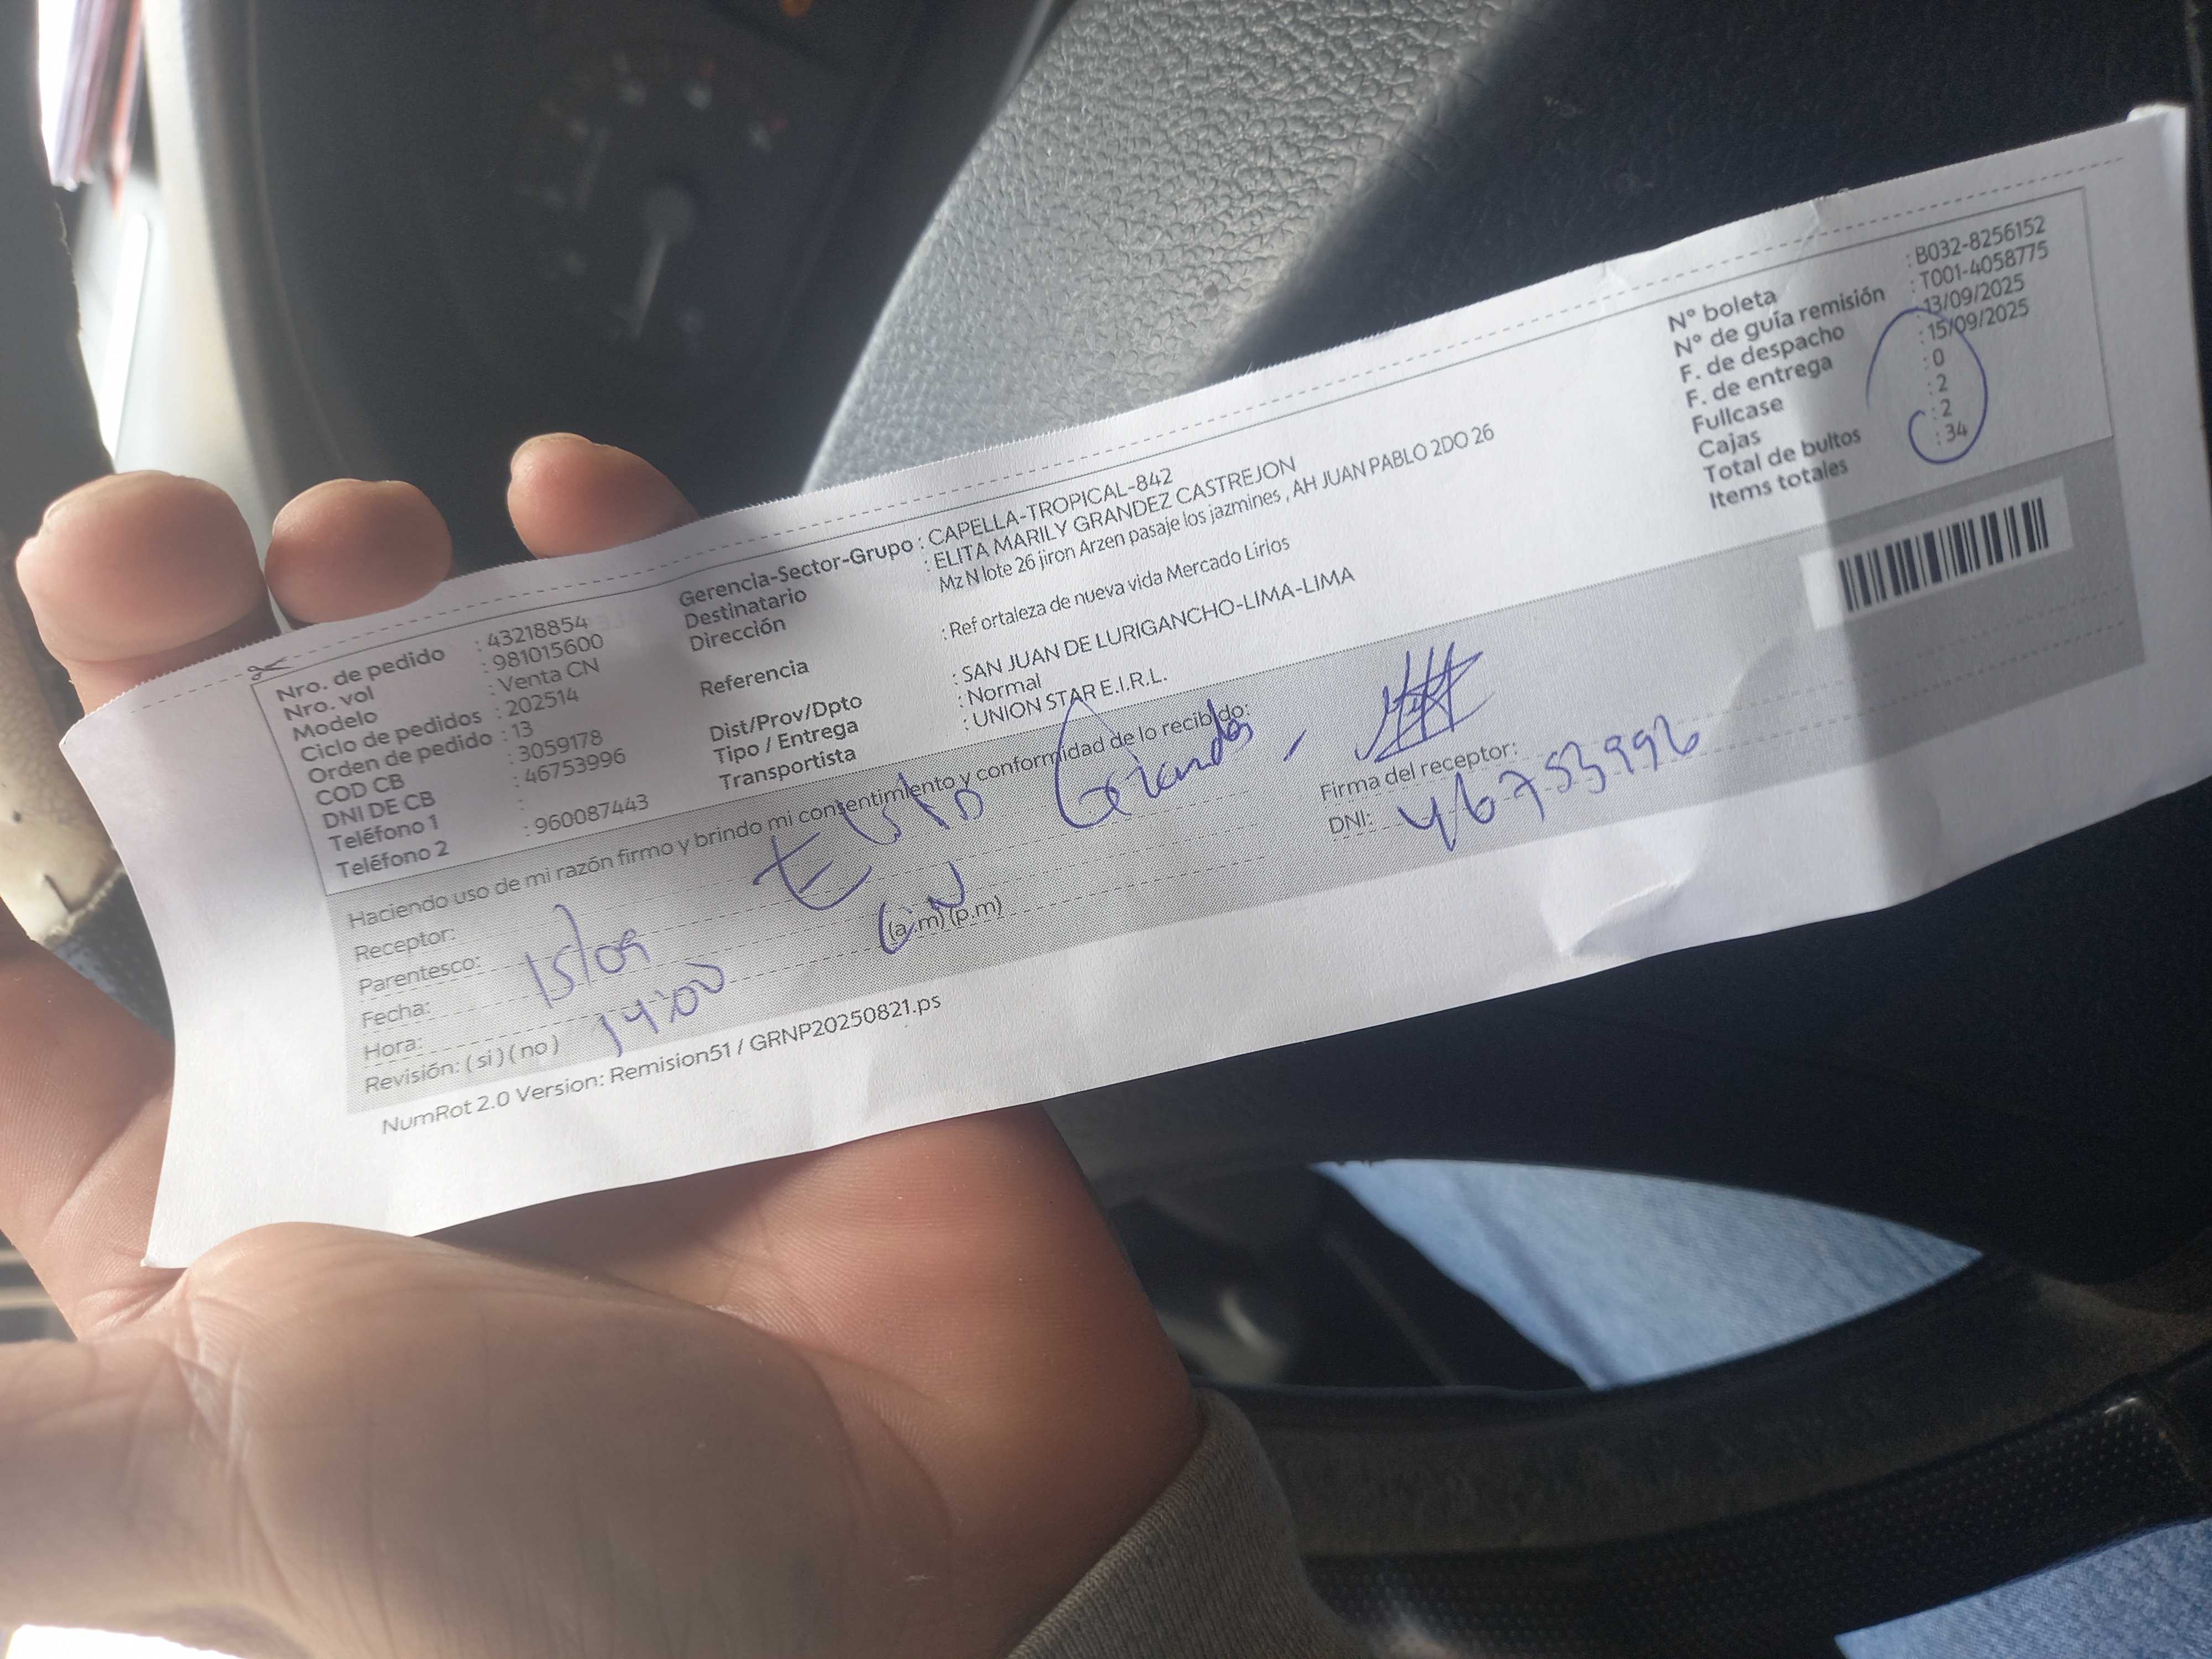 Nro. de pedido : 43218854
Nro. vol : 981015600
Modelo : Venta CN
Ciclo de pedidos : 202514
Orden de pedido : 13
COD CB : 3059178
DNI DE CB : 46753996
Teléfono 1 :
Teléfono 2 : 960087443
Gerencia-Sector-Grupo : CAPELLA-TROPICAL-842
Destinatario : ELITA MARILY GRANDEZ CASTREJON
Dirección Mz N lote 26 jiron Arzen pasaje los jazmines , AH JUAN PABLO 2DO 26
Referencia : Ref ortaleza de nueva vida Mercado Lirios
Dist/Prov/Dpto : SAN JUAN DE LURIGANCHO-LIMA-LIMA
Tipo / Entrega : Normal
Transportista : UNION STAR E.I.R.L.
N° boleta : B032-8256152
N° de guía remisión : T001-4058775
F. de despacho : 13/09/2025
F. de entrega : 15/09/2025
Fullcase : 0
Cajas : 2
Total de bultos : 2
Items totales : 34
Haciendo uso de mi razón firmo y brindo mi consentimiento y conformidad de lo recibido:
Receptor:
Parentesco:
Fecha: 15/09
Hora: 14:00 (a.m) (p.m)
Revisión: ( si ) ( no )
Firma del receptor:
DNI: 46753996
NumRot 2.0 Version: Remision51 / GRNP20250821.ps